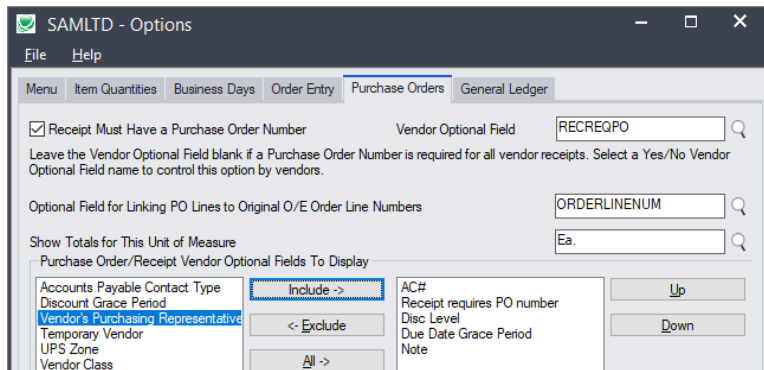 SAMLTD - Options
File Help
Menu Item Quantities Business Days Order Entry Purchase Orders General Ledger
Receipt Must Have a Purchase Order Number Vendor Optional Field RECREQPO
Leave the Vendor Optional Field blank if a Purchase Order Number is required for all vendor receipts. Select a Yes/No Vendor
Optional Field name to control this option by vendors.
Optional Field for Linking PO Lines to Original O/E Order Line Numbers ORDERLINENUM
Show Totals for This Unit of Measure Ea.
Purchase Order/Receipt Vendor Optional Fields To Display
Accounts Payable Contact Type
Discount Grace Period
Vendor's Purchasing Representative
Temporary Vendor
UPS Zone
Vendor Class
Include ->
<- Exclude
All ->
AC#
Receipt requires PO number
Disc Level
Due Date Grace Period
Note
Up
Down